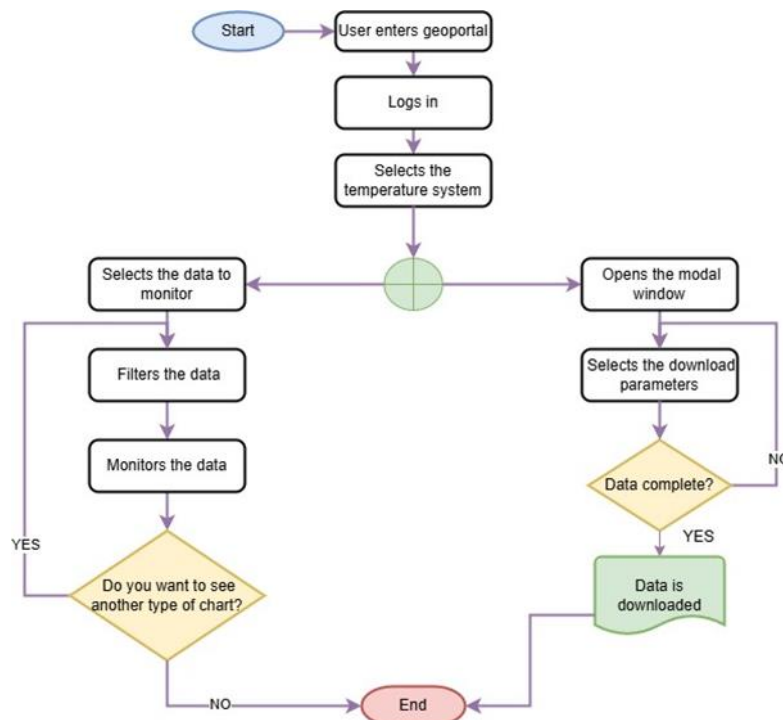 Start
User enters geoportal
Logs in
Selects the
temperature system
Selects the data to
monitor
Opens the modal
window
Filters the data
Selects the download
parameters
Monitors the data
Data complete?
NO
YES
YES
Do you want to see
another type of chart?
Data is
downloaded
NO
End